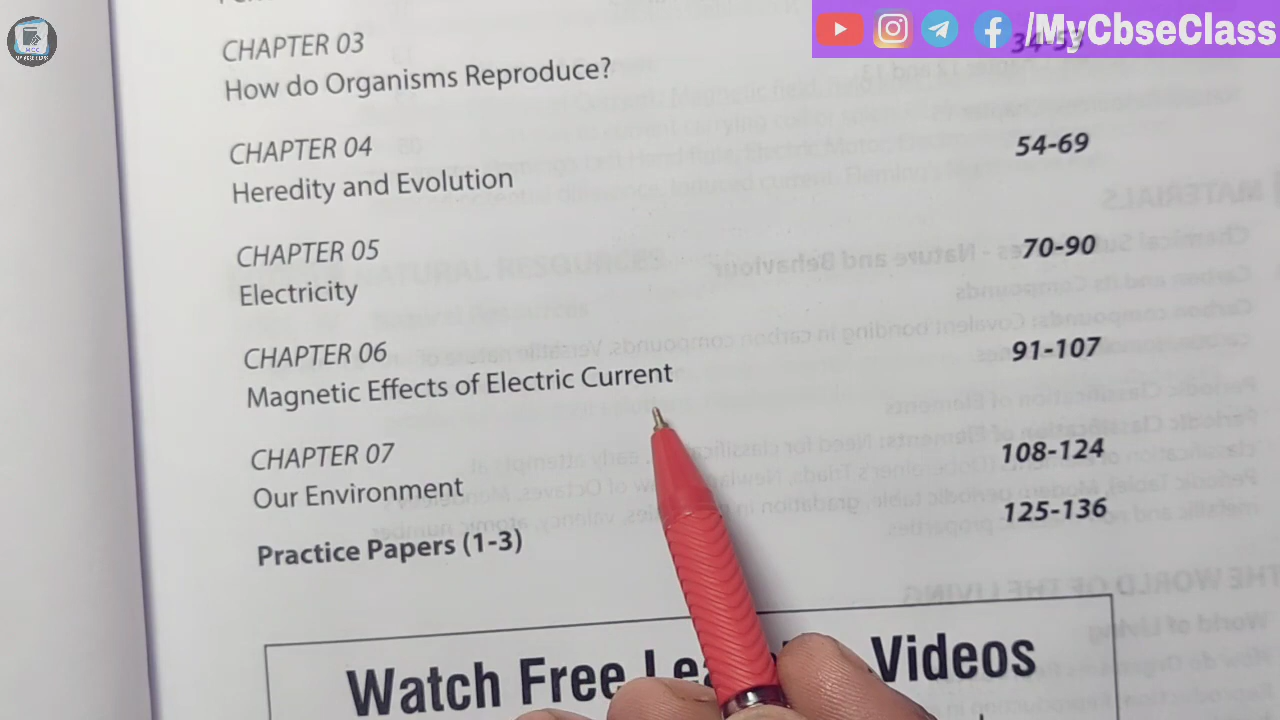 /MyCbseClass
CHAPTER 03
How do Organisms Reproduce? 34-53
CHAPTER 04
Heredity and Evolution 54-69
CHAPTER 05
Electricity 70-90
CHAPTER 06
Magnetic Effects of Electric Current 91-107
CHAPTER 07
Our Environment 108-124
Practice Papers (1-3) 125-136
Watch Free Videos